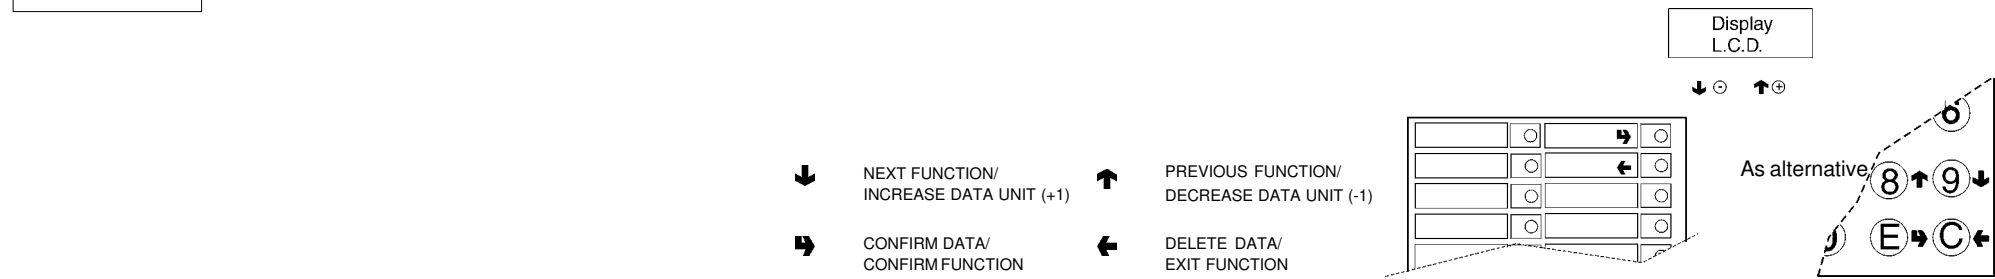 Display
L.C.D.
- +
NEXT FUNCTION/
INCREASE DATA UNIT (+1)
PREVIOUS FUNCTION/
DECREASE DATA UNIT (-1)
CONFIRM DATA/
CONFIRM FUNCTION
DELETE DATA/
EXIT FUNCTION
As alternative
6
8 9
E C